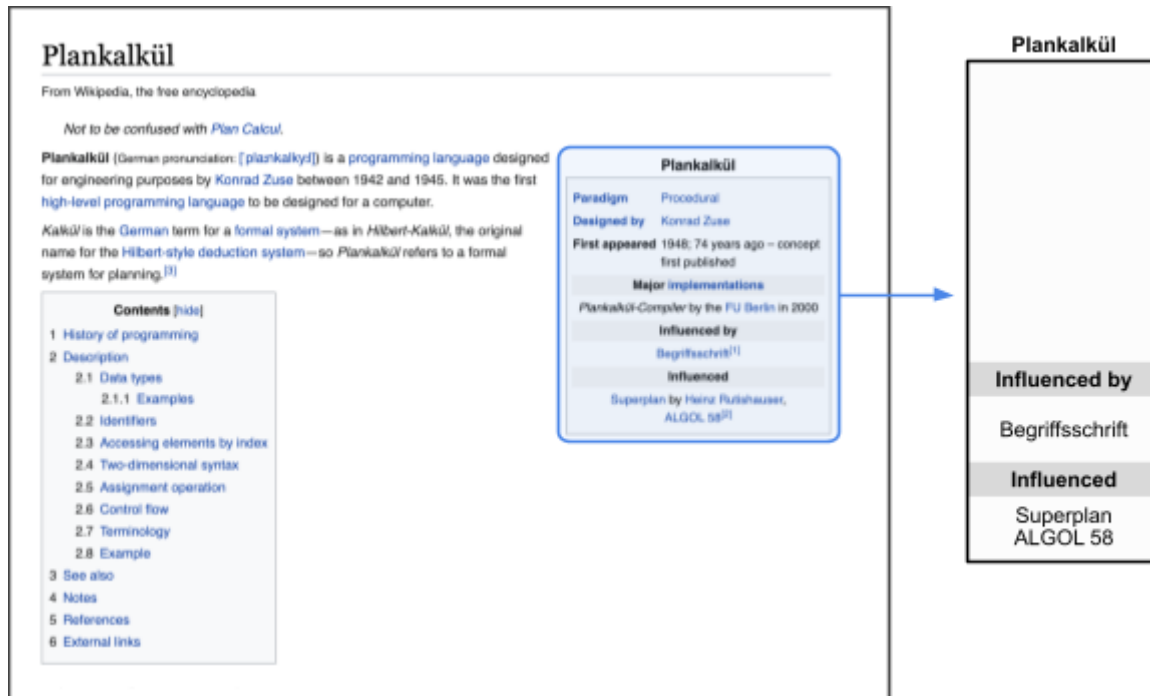 Plankalkül
From Wikipedia, the free encyclopedia
Not to be confused with Plan Calcul.
Plankalkül (German pronunciation: [ˈplaːnkalkyːl]) is a programming language designed
for engineering purposes by Konrad Zuse between 1942 and 1945. It was the first
high-level programming language to be designed for a computer.
Kalkül is the German term for a formal system—as in Hilbert-Kalkül, the original
name for the Hilbert-style deduction system—so Plankalkül refers to a formal
system for planning.[3]
Contents [hide]
1 History of programming
2 Description
2.1 Data types
2.1.1 Examples
2.2 Identifiers
2.3 Accessing elements by index
2.4 Two-dimensional syntax
2.5 Assignment operation
2.6 Control flow
2.7 Terminology
2.8 Example
3 See also
4 Notes
5 References
6 External links
Plankalkül
Paradigm Procedural
Designed by Konrad Zuse
First appeared 1948; 74 years ago – concept
first published
Major implementations
Plankalkül-Compiler by the FU Berlin in 2000
Influenced by
Begriffsschrift[1]
Influenced
Superplan by Heinz Rutishauser,
ALGOL 58[2]
Plankalkül
Influenced by
Begriffsschrift
Influenced
Superplan
ALGOL 58